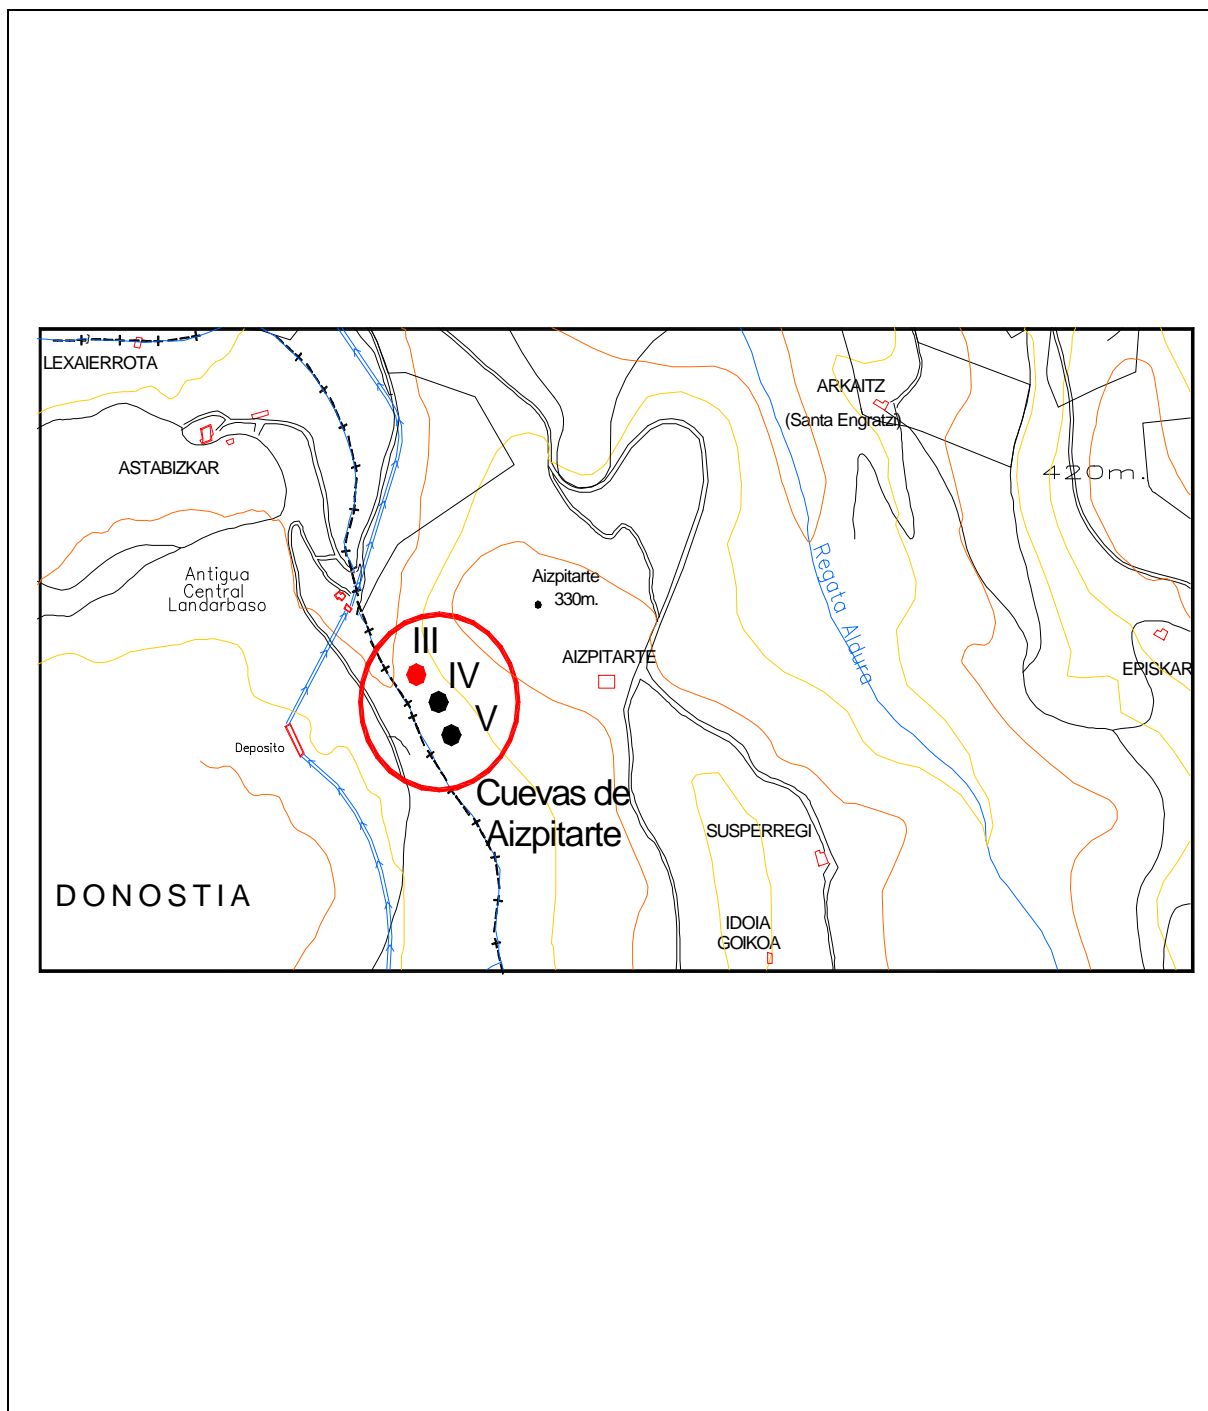 LEXAIERROTA
ARKAITZ
(Santa Engratzi)
ASTABIZKAR
420m.
Antigua
Central
Landarbaso
Aizpitarte
330m.
Regata Aldura
III
AIZPITARTE
EPISKAR
IV
V
Deposito
Cuevas de
Aizpitarte
SUSPERREGI
DONOSTIA
IDOIA
GOIKOA